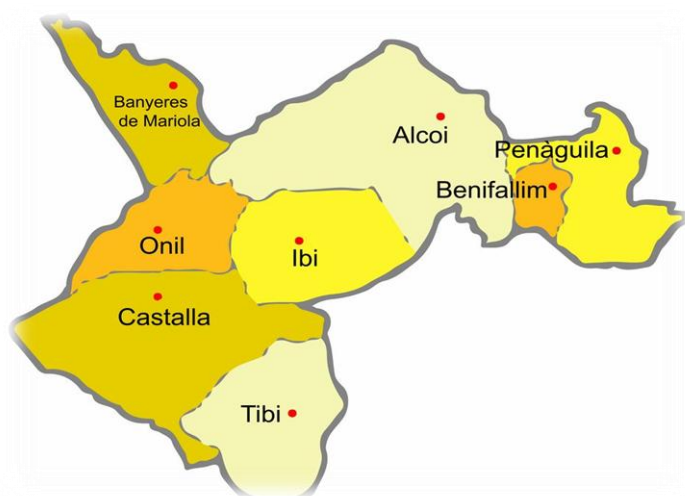 Banyeres
de Mariola
Alcoi
Penàguila
Benifallim
Onil
Ibi
Castalla
Tibi